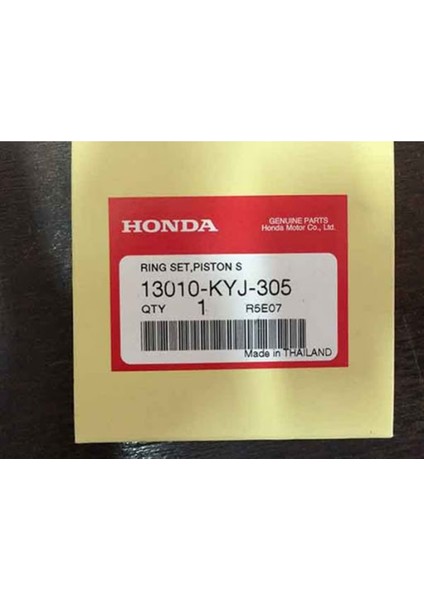 HONDA
GENUINE PARTS
Honda Motor Co., Ltd.
RING SET,PISTON S
13010-KYJ-305
QTY 1 R5E07
Made in THAILAND